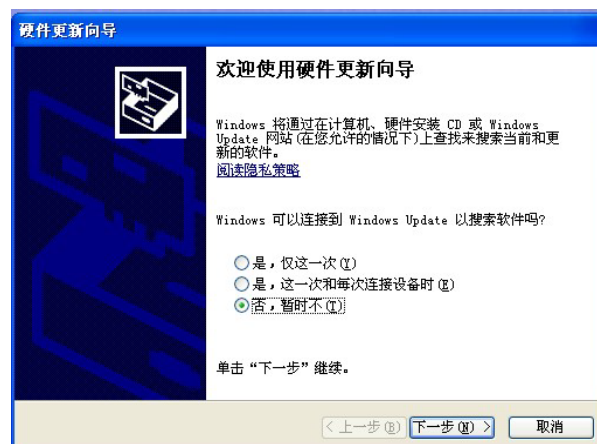 硬件更新向导
欢迎使用硬件更新向导
Windows 将通过在计算机、硬件安装 CD 或 Windows
Update 网站(在您允许的情况下)上查找来搜索当前和更
新的软件。
阅读隐私策略
Windows 可以连接到 Windows Update 以搜索软件吗?
是，仅这一次(Y)
是，这一次和每次连接设备时(E)
否，暂时不(T)
单击“下一步”继续。
< 上一步(B) 下一步(N) > 取消